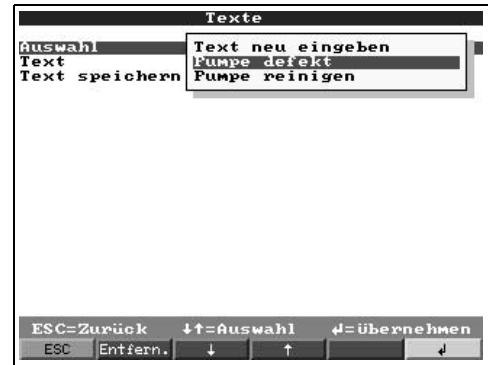 Texte
Auswahl
Text neu eingeben
Text
Pumpe defekt
Text speichern
Pumpe reinigen
ESC=Zurück ↓↑=Auswahl ↲=übernehmen
ESC Entfern. ↓ ↑ ↲